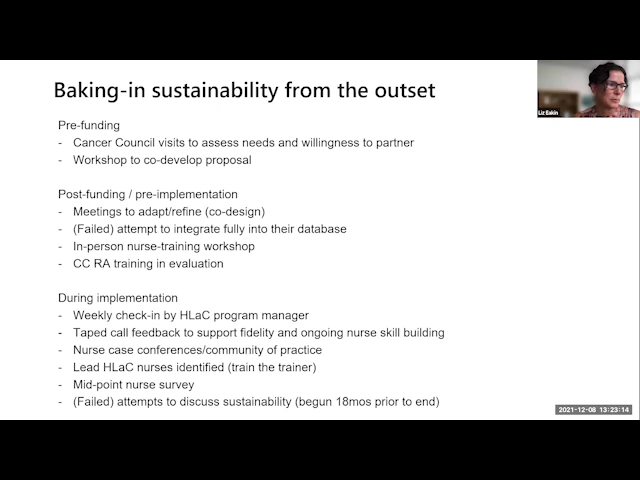 Baking-in sustainability from the outset
Liz Eakin
Pre-funding
- Cancer Council visits to assess needs and willingness to partner
- Workshop to co-develop proposal
Post-funding / pre-implementation
- Meetings to adapt/refine (co-design)
- (Failed) attempt to integrate fully into their database
- In-person nurse-training workshop
- CC RA training in evaluation
During implementation
- Weekly check-in by HLaC program manager
- Taped call feedback to support fidelity and ongoing nurse skill building
- Nurse case conferences/community of practice
- Lead HLaC nurses identified (train the trainer)
- Mid-point nurse survey
- (Failed) attempts to discuss sustainability (begun 18mos prior to end)
2021-12-08 13:23:14